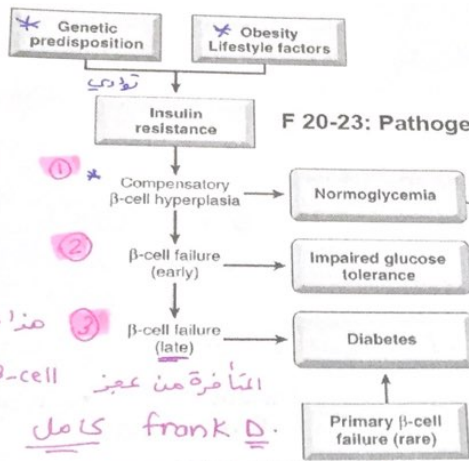 * Genetic
predisposition
* Obesity
Lifestyle factors
تؤدي
Insulin
resistance
F 20-23: Pathoge
① *
Compensatory
β-cell hyperplasia
Normoglycemia
②
β-cell failure
(early)
Impaired glucose
tolerance
③
β-cell failure
(late)
Diabetes
المتأخرة من عجز β-cell
كامل frank D.
Primary β-cell
failure (rare)